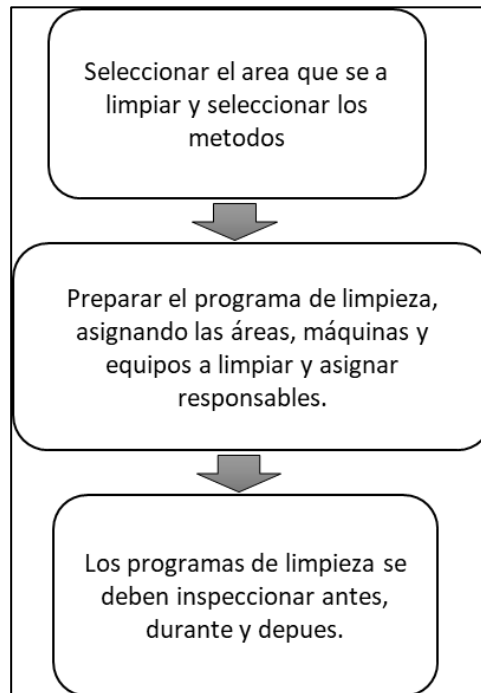 Seleccionar el area que se a
limpiar y seleccionar los
metodos
Preparar el programa de limpieza,
asignando las áreas, máquinas y
equipos a limpiar y asignar
responsables.
Los programas de limpieza se
deben inspeccionar antes,
durante y depues.